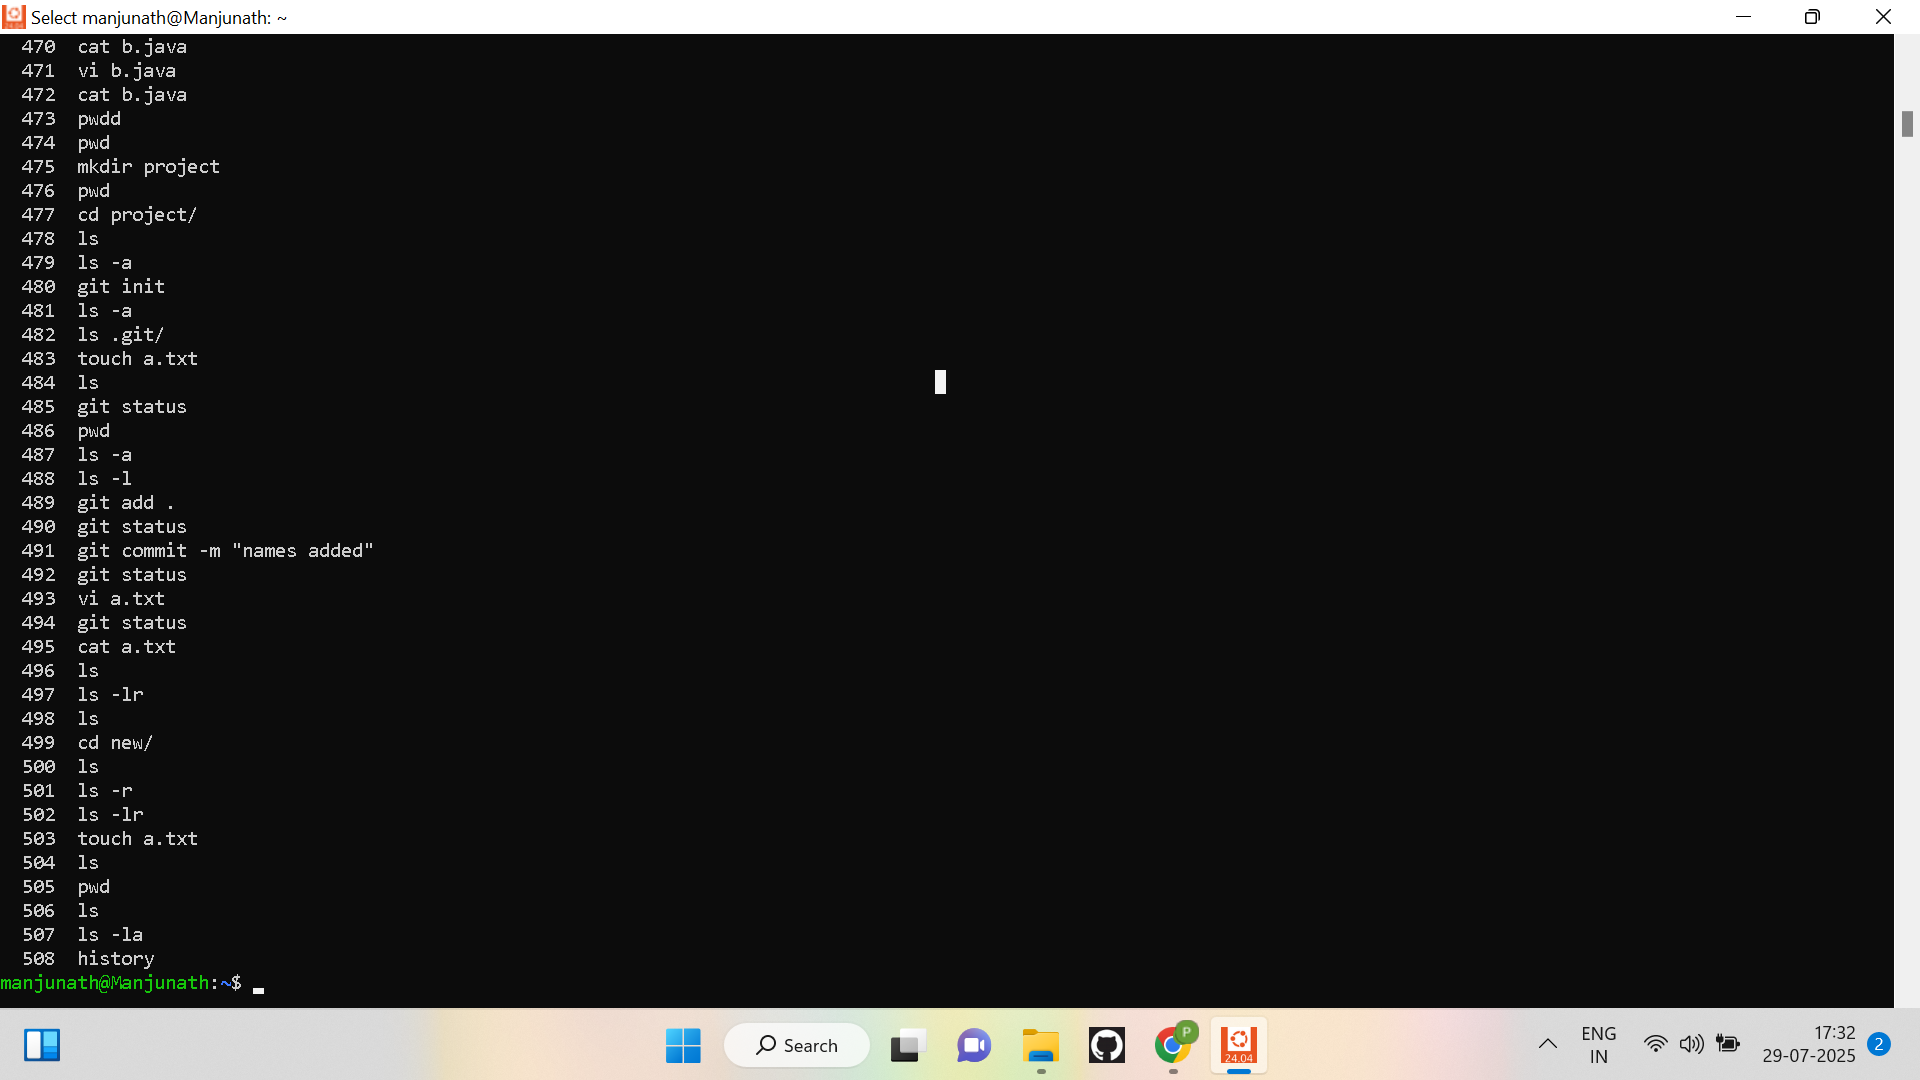 Select manjunath@Manjunath: ~
470 cat b.java
471 vi b.java
472 cat b.java
473 pwdd
474 pwd
475 mkdir project
476 pwd
477 cd project/
478 ls
479 ls -a
480 git init
481 ls -a
482 ls .git/
483 touch a.txt
484 ls
485 git status
486 pwd
487 ls -a
488 ls -l
489 git add .
490 git status
491 git commit -m "names added"
492 git status
493 vi a.txt
494 git status
495 cat a.txt
496 ls
497 ls -lr
498 ls
499 cd new/
500 ls
501 ls -r
502 ls -lr
503 touch a.txt
504 ls
505 pwd
506 ls
507 ls -la
508 history
manjunath@Manjunath:~$
Search
P
24.04
ENG
IN
17:32
29-07-2025
2